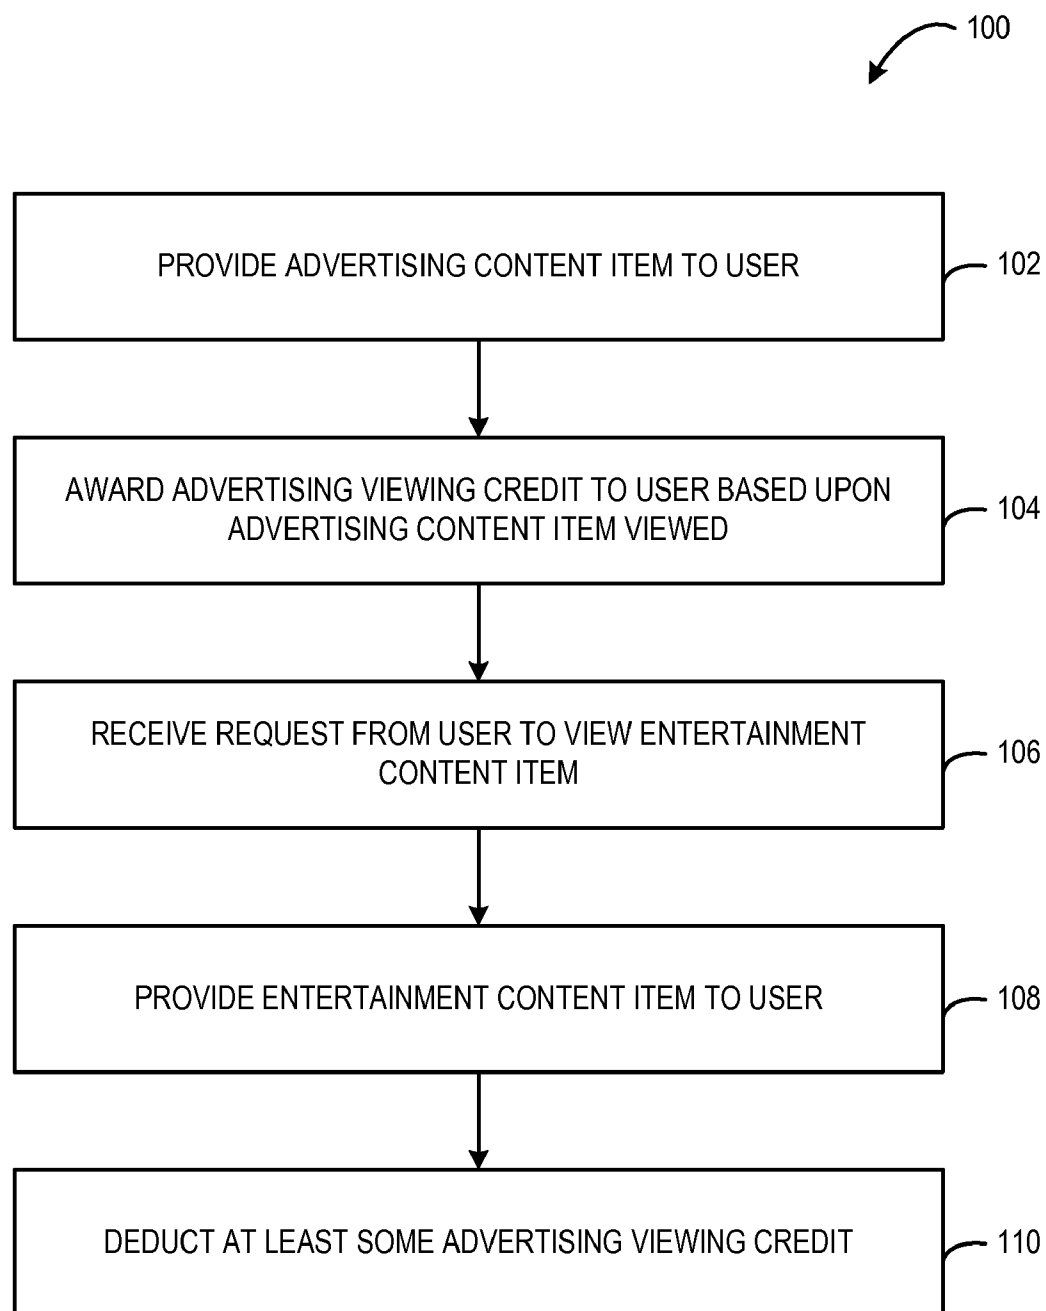 100
PROVIDE ADVERTISING CONTENT ITEM TO USER
102
AWARD ADVERTISING VIEWING CREDIT TO USER BASED UPON
ADVERTISING CONTENT ITEM VIEWED
104
RECEIVE REQUEST FROM USER TO VIEW ENTERTAINMENT
CONTENT ITEM
106
PROVIDE ENTERTAINMENT CONTENT ITEM TO USER
108
DEDUCT AT LEAST SOME ADVERTISING VIEWING CREDIT
110